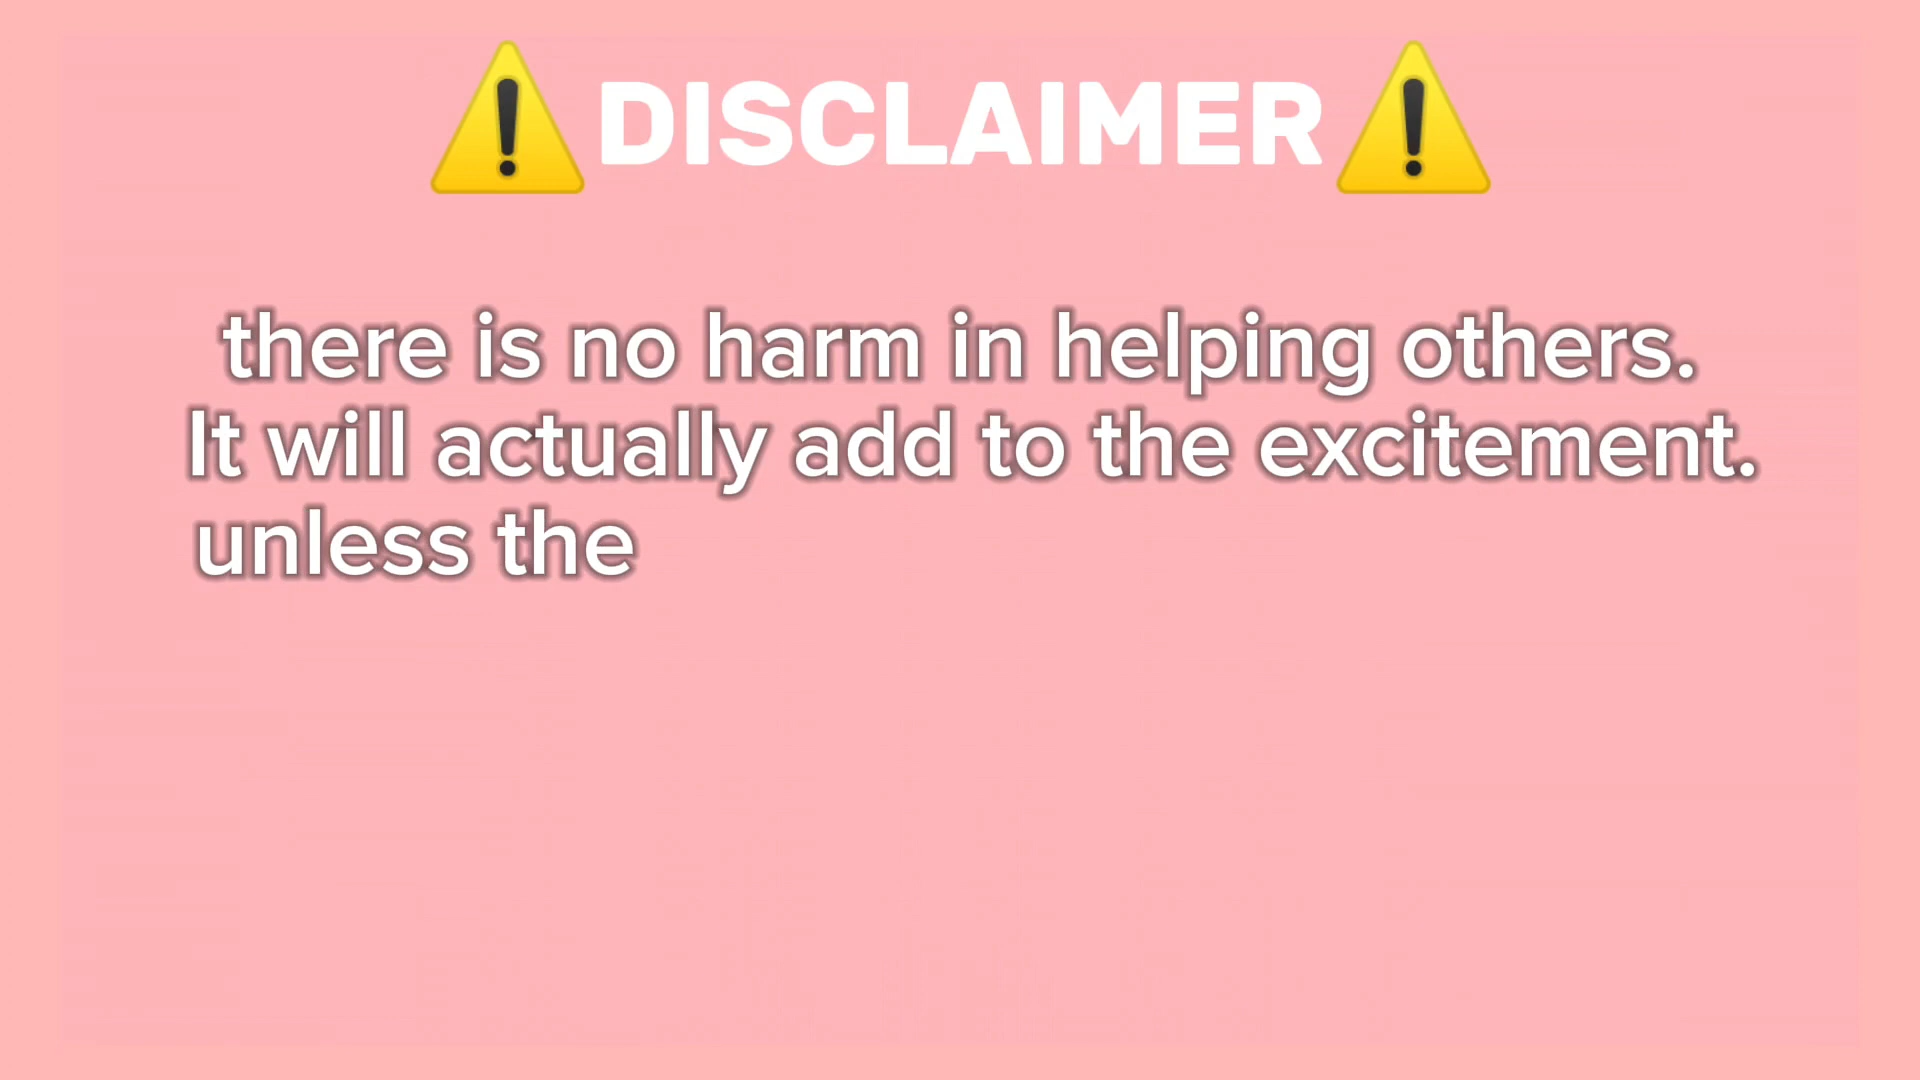 ⚠️DISCLAIMER⚠️
there is no harm in helping others.
It will actually add to the excitement.
unless the